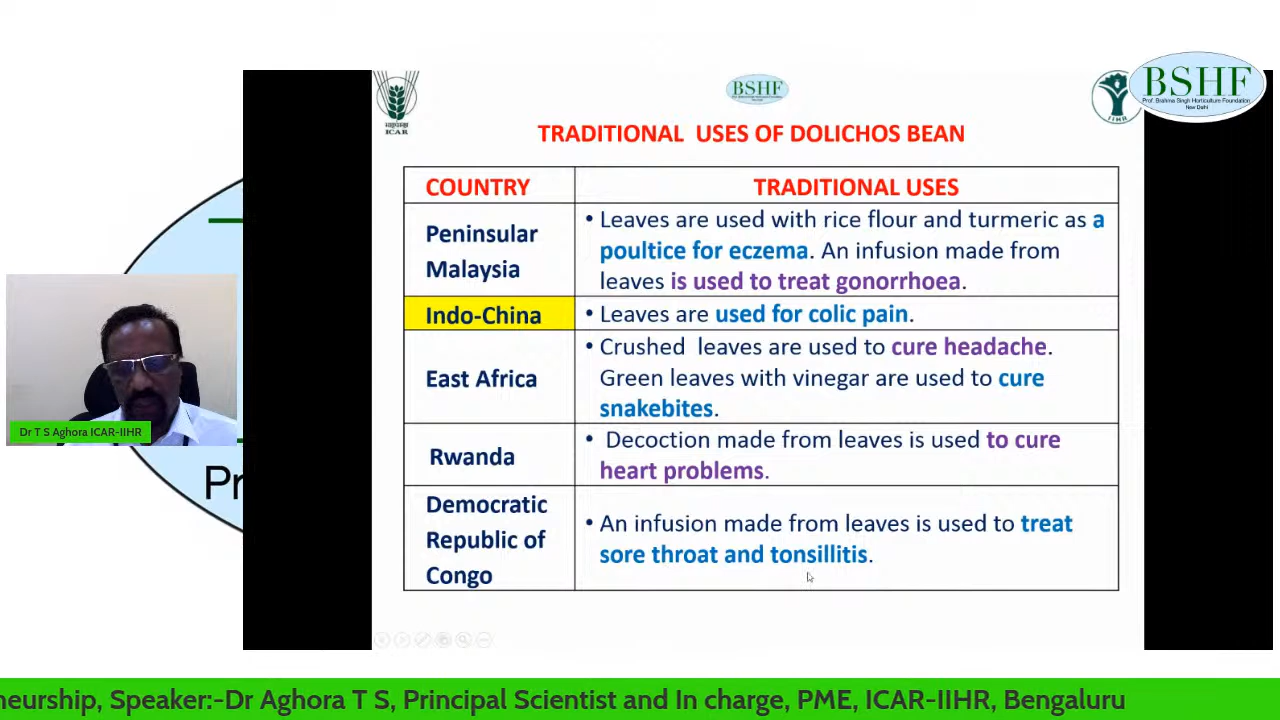 BSHF
Prof. Brahma Singh Horticulture Foundation
New Delhi
ICAR
BSHF
IIHR
TRADITIONAL USES OF DOLICHOS BEAN
COUNTRY
TRADITIONAL USES
Peninsular
Malaysia
• Leaves are used with rice flour and turmeric as a
poultice for eczema. An infusion made from
leaves is used to treat gonorrhoea.
Indo-China
• Leaves are used for colic pain.
East Africa
• Crushed leaves are used to cure headache.
Green leaves with vinegar are used to cure
snakebites.
Rwanda
• Decoction made from leaves is used to cure
heart problems.
Democratic
Republic of
Congo
• An infusion made from leaves is used to treat
sore throat and tonsillitis.
Dr T S Aghora ICAR-IIHR
Pr
neurship, Speaker:-Dr Aghora T S, Principal Scientist and In charge, PME, ICAR-IIHR, Bengaluru